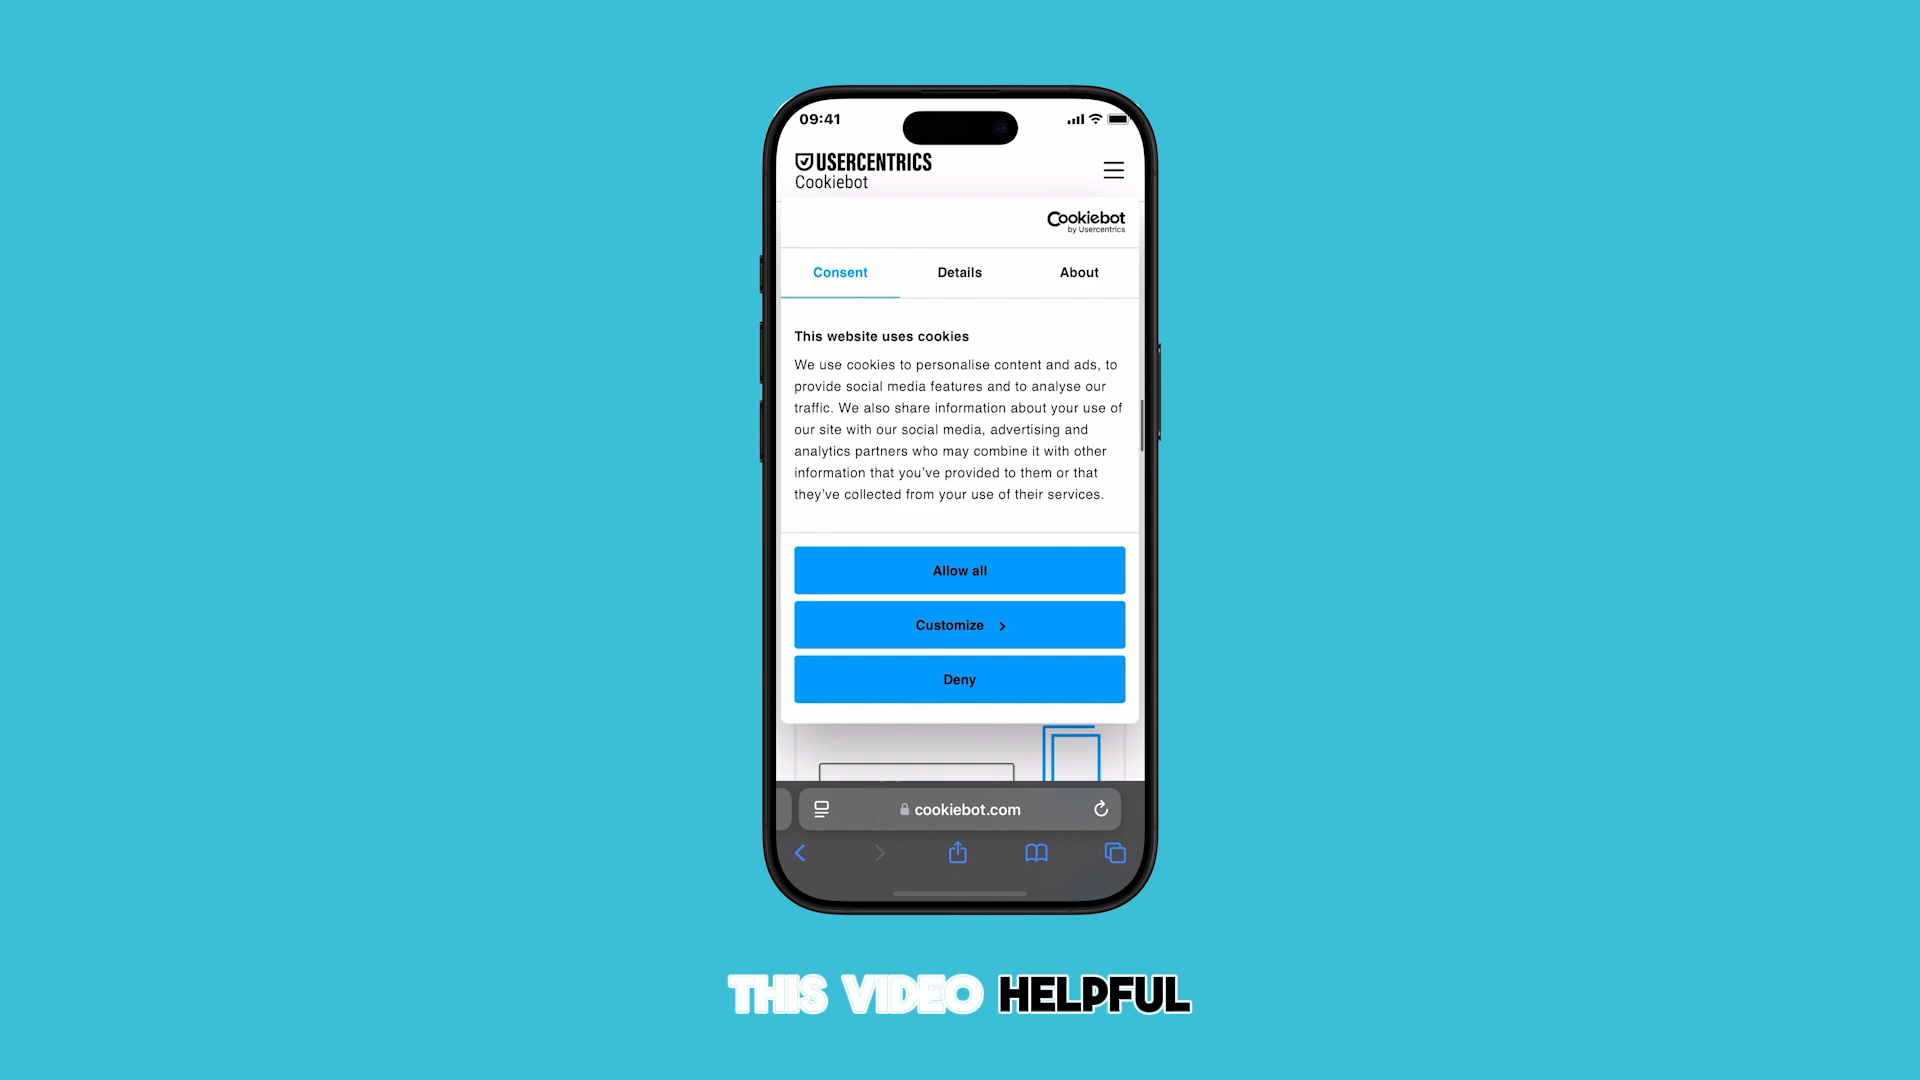 09:41
USERCENTRICS
Cookiebot
Cookiebot
by Usercentrics
Consent Details About
This website uses cookies
We use cookies to personalise content and ads, to
provide social media features and to analyse our
traffic. We also share information about your use of
our site with our social media, advertising and
analytics partners who may combine it with other
information that you’ve provided to them or that
they’ve collected from your use of their services.
Allow all
Customize
Deny
cookiebot.com
THIS VIDEO HELPFUL